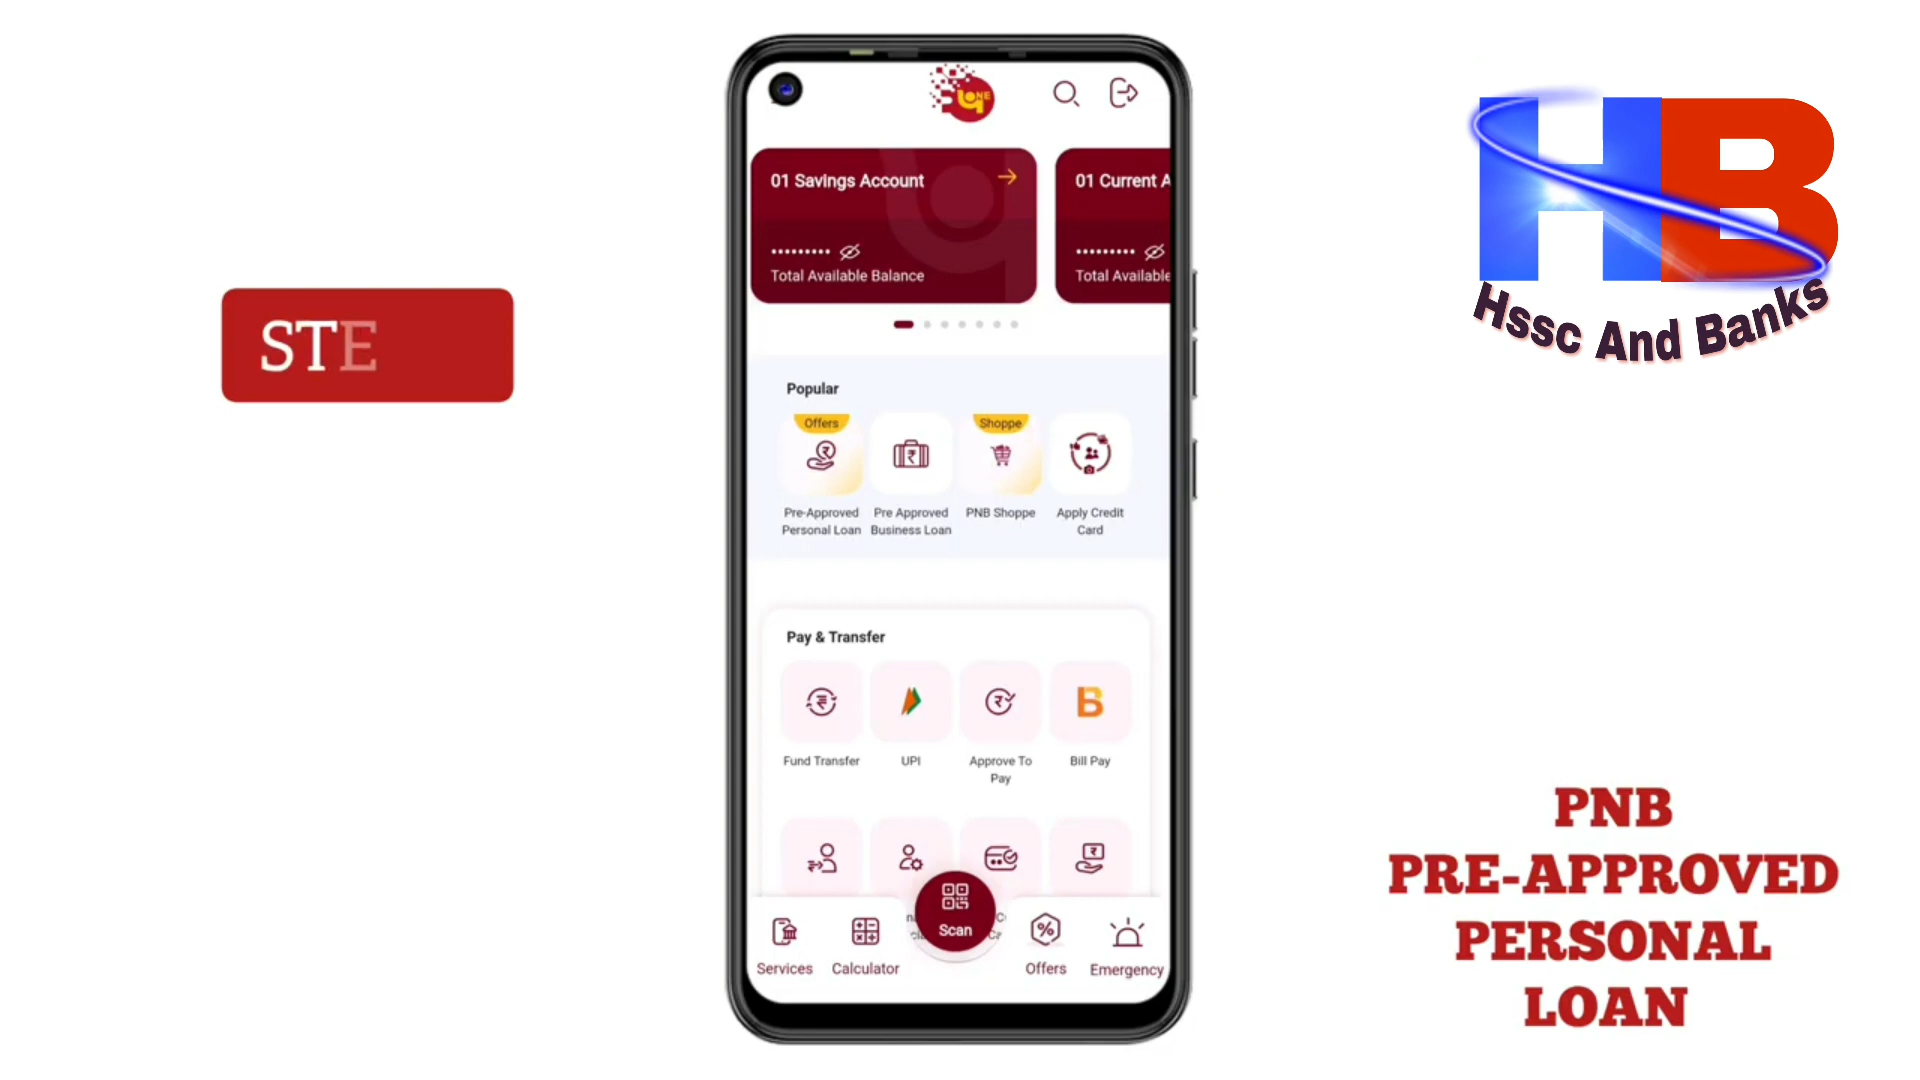 STE
ONE
01 Savings Account
Total Available Balance
01 Current A
Total Available
Popular
Offers
Shoppe
Pre-Approved
Personal Loan
Pre Approved
Business Loan
PNB Shoppe
Apply Credit
Card
Pay & Transfer
Fund Transfer
UPI
Approve To
Pay
Bill Pay
Scan
Services
Calculator
Offers
Emergency
HB
Hssc And Banks
PNB
PRE-APPROVED
PERSONAL
LOAN